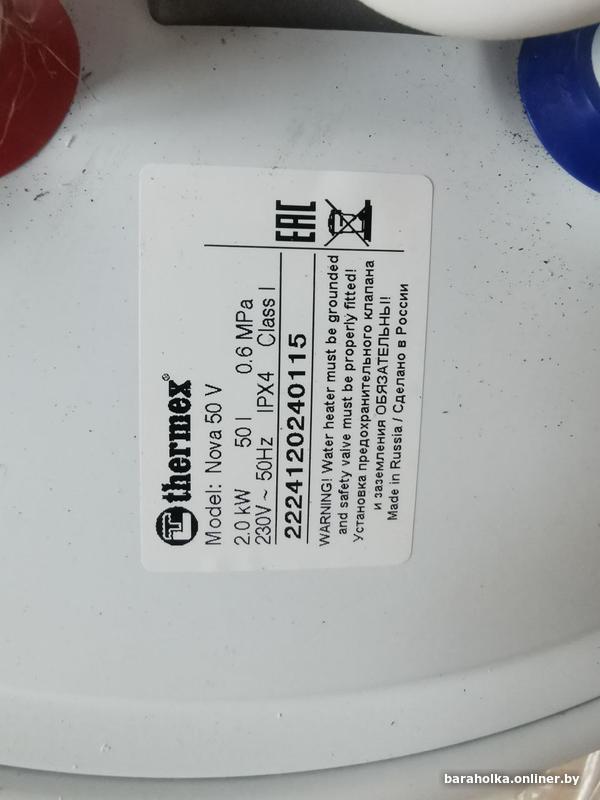 thermex®
Model: Nova 50 V
2.0 kW 50 l 0.6 MPa
230V~ 50Hz IPX4 Class I
2224120240115
EAC
WARNING! Water heater must be grounded
and safety valve must be properly fitted!
Установка предохранительного клапана
и заземления ОБЯЗАТЕЛЬНЫ!
Made in Russia / Сделано в России
baraholka.onliner.by